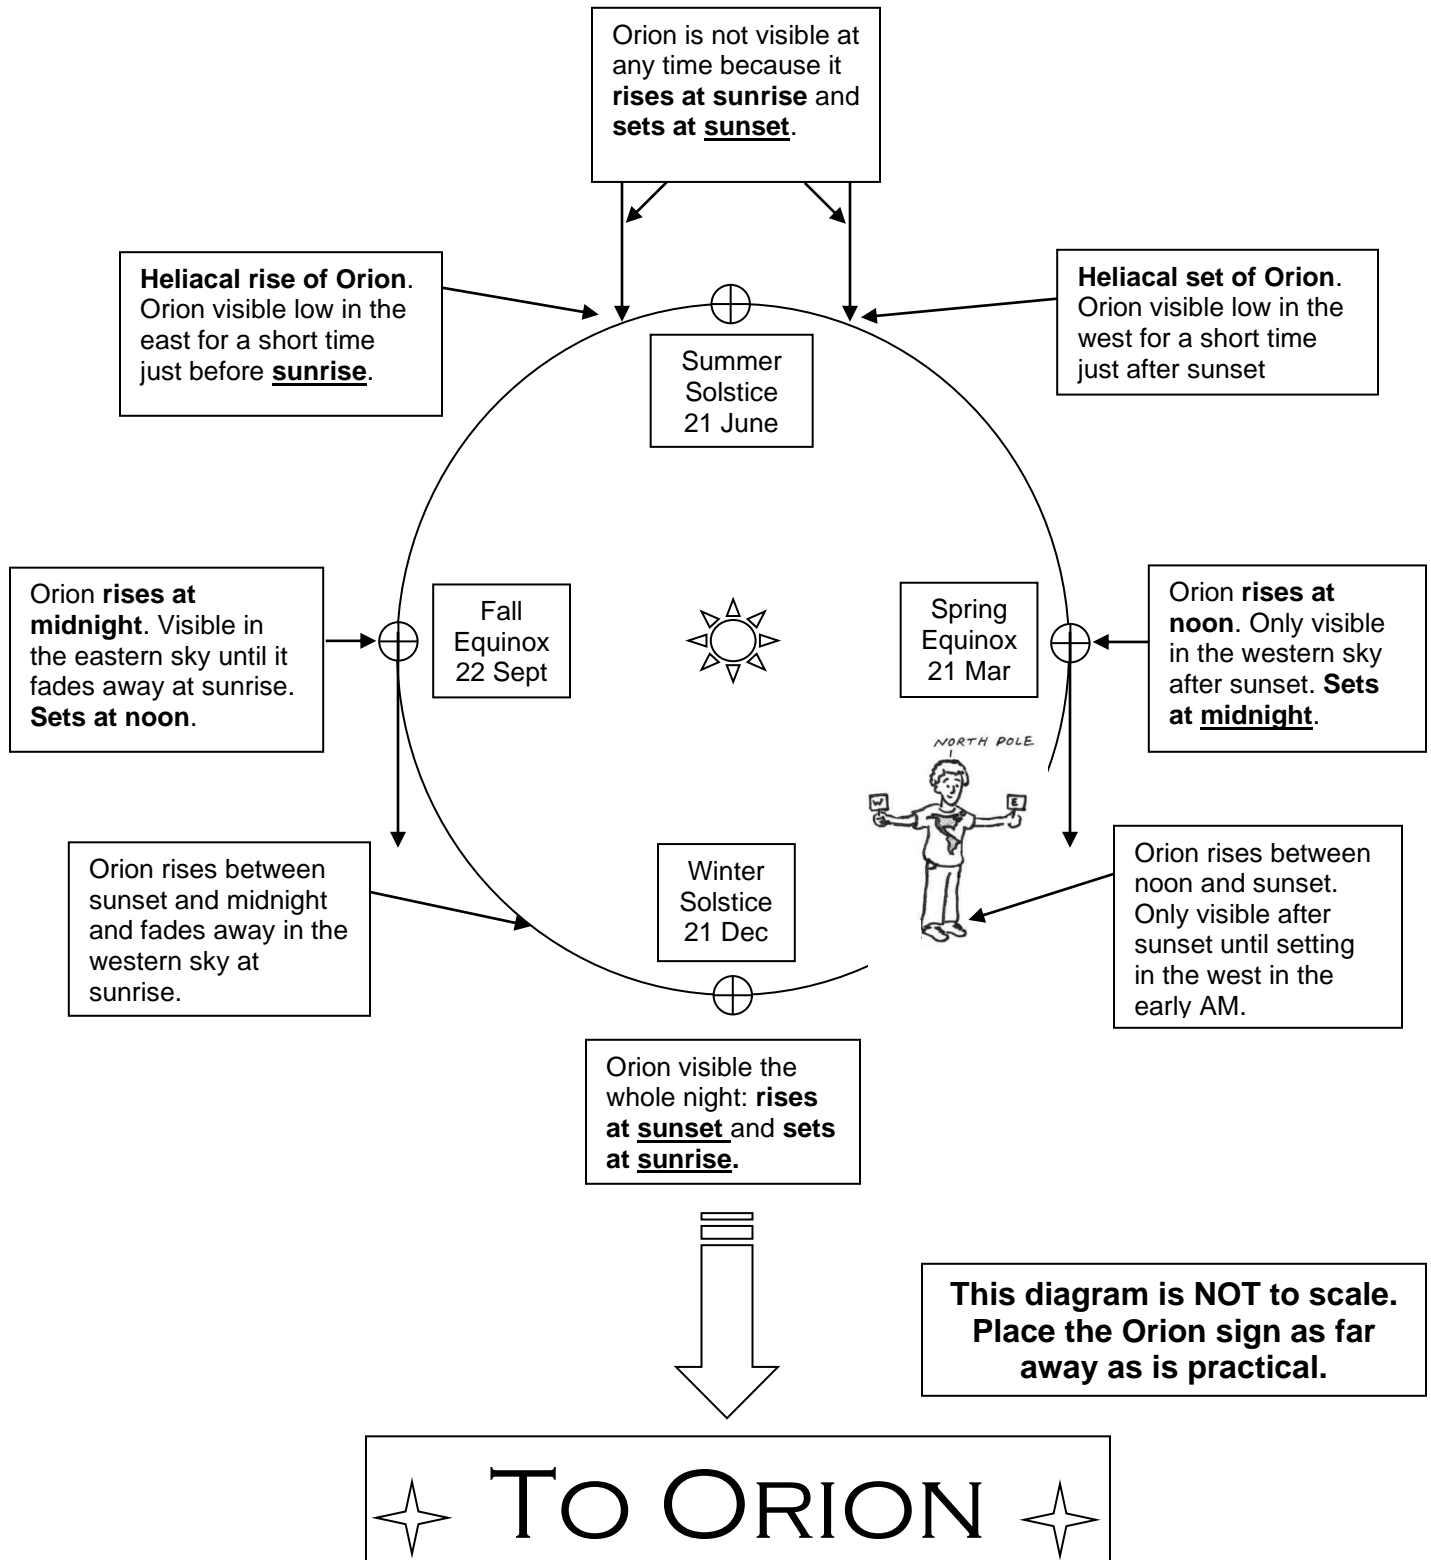 Orion is not visible at
any time because it
rises at sunrise and
sets at sunset.
Heliacal rise of Orion.
Orion visible low in the
east for a short time
just before sunrise.
Heliacal set of Orion.
Orion visible low in the
west for a short time
just after sunset
Summer
Solstice
21 June
Orion rises at
midnight. Visible in
the eastern sky until it
fades away at sunrise.
Sets at noon.
Fall
Equinox
22 Sept
Spring
Equinox
21 Mar
Orion rises at
noon. Only visible
in the western sky
after sunset. Sets
at midnight.
NORTH POLE
W
E
Orion rises between
sunset and midnight
and fades away in the
western sky at
sunrise.
Winter
Solstice
21 Dec
Orion rises between
noon and sunset.
Only visible after
sunset until setting
in the west in the
early AM.
Orion visible the
whole night: rises
at sunset and sets
at sunrise.
This diagram is NOT to scale.
Place the Orion sign as far
away as is practical.
TO ORION